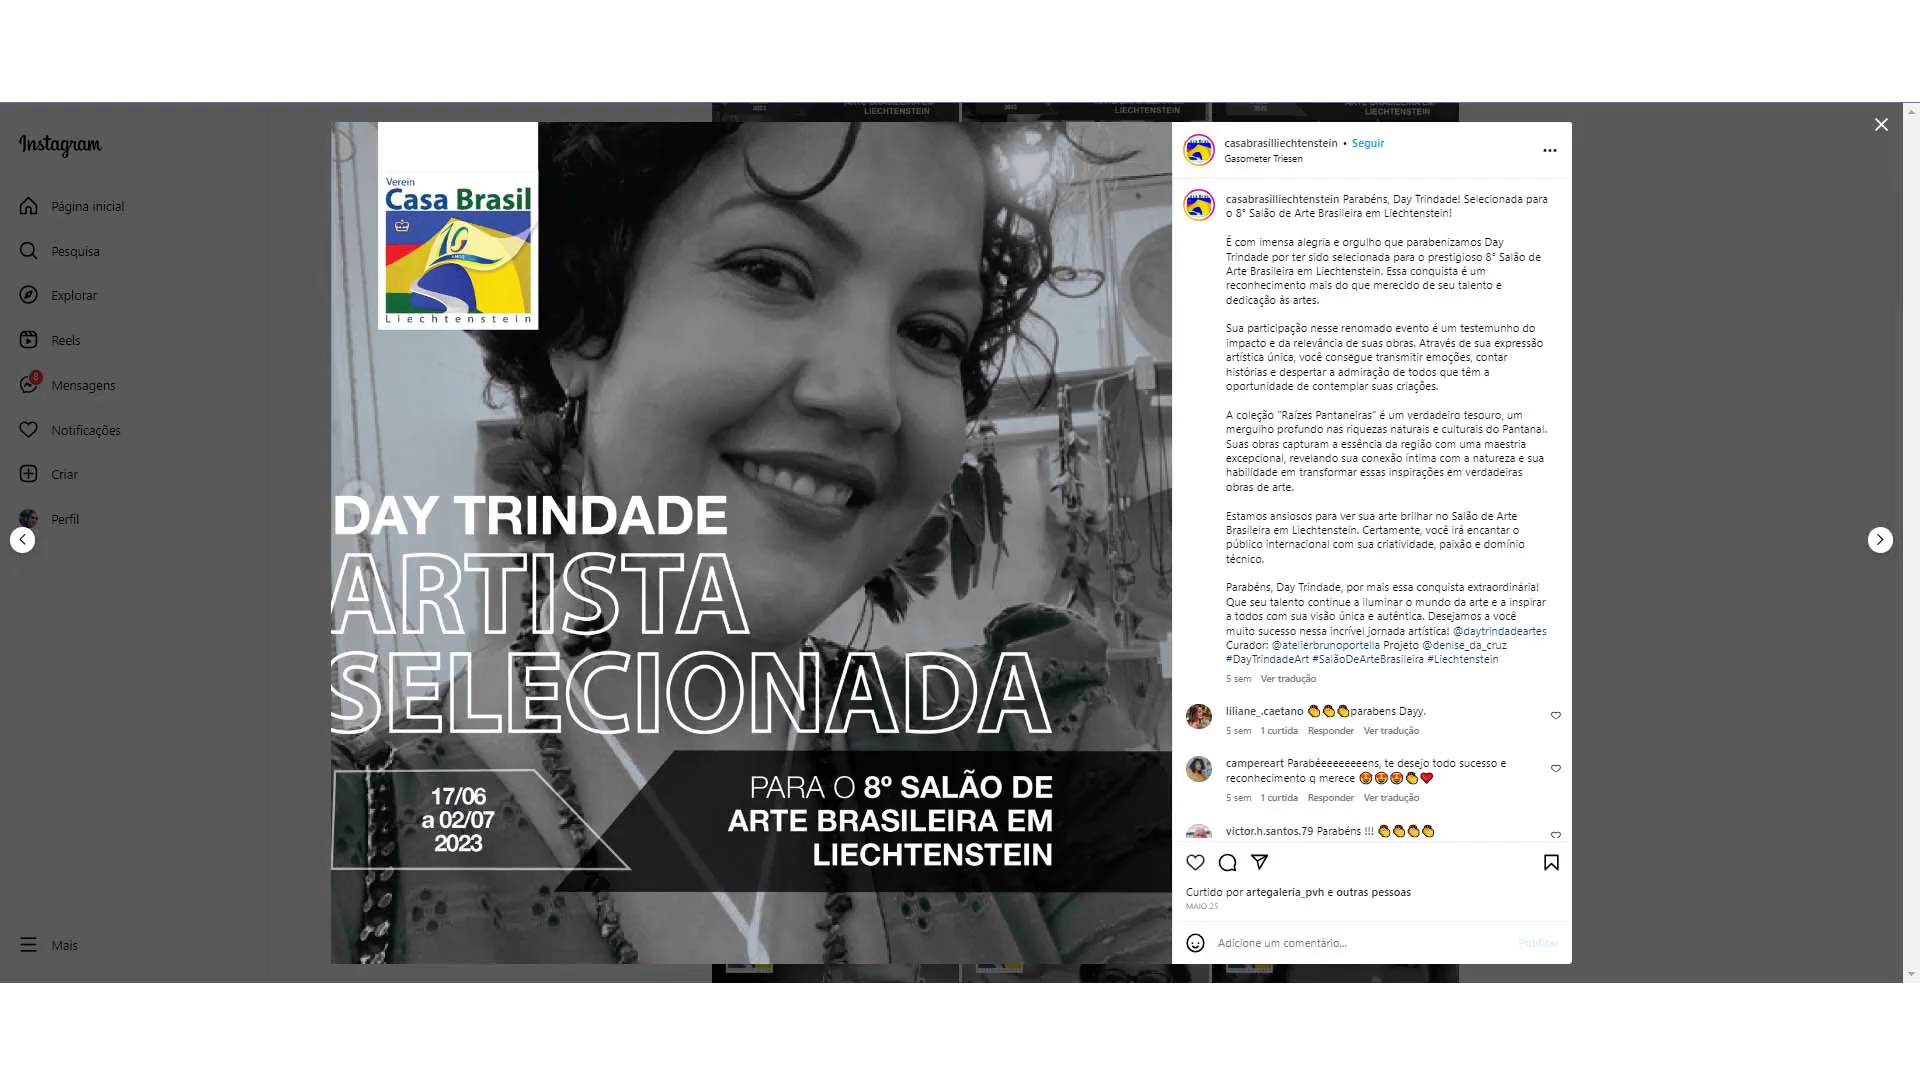 Instagram
Página inicial
Pesquisa
Explorar
Reels
8
Mensagens
Notificações
Criar
Perfil
Mais
LIECHTENSTEIN
LIECHTENSTEIN
LIECHTENSTEIN
Verein
Casa Brasil
10
Liechtenstein
DAY TRINDADE
ARTISTA
SELECIONADA
17/06
a 02/07
2023
PARA O 8º SALÃO DE
ARTE BRASILEIRA EM
LIECHTENSTEIN
casabrasilliechtenstein • Seguir
Gasometer Triesen
casabrasilliechtenstein Parabéns, Day Trindade! Selecionada para
o 8° Salão de Arte Brasileira em Liechtenstein!
É com imensa alegria e orgulho que parabenizamos Day
Trindade por ter sido selecionada para o prestigioso 8° Salão de
Arte Brasileira em Liechtenstein. Essa conquista é um
reconhecimento mais do que merecido de seu talento e
dedicação às artes.
Sua participação nesse renomado evento é um testemunho do
impacto e da relevância de suas obras. Através de sua expressão
artística única, você consegue transmitir emoções, contar
histórias e despertar a admiração de todos que têm a
oportunidade de contemplar suas criações.
A coleção "Raízes Pantaneiras" é um verdadeiro tesouro, um
mergulho profundo nas riquezas naturais e culturais do Pantanal.
Suas obras capturam a essência da região com uma maestria
excepcional, revelando sua conexão íntima com a natureza e sua
habilidade em transformar essas inspirações em verdadeiras
obras de arte.
Estamos ansiosos para ver sua arte brilhar no Salão de Arte
Brasileira em Liechtenstein. Certamente, você irá encantar o
público internacional com sua criatividade, paixão e domínio
técnico.
Parabéns, Day Trindade, por mais essa conquista extraordinária!
Que seu talento continue a iluminar o mundo da arte e a inspirar
a todos com sua visão única e autêntica. Desejamos a você
muito sucesso nessa incrível jornada artística! @daytrindadeartes
Curador: @atelierbrunoportella Projeto @denise_da_cruz
#DayTrindadeArt #SalãoDeArteBrasileira #Liechtenstein
5 sem Ver tradução
liliane_.caetano 👏👏👏parabens Dayy.
5 sem 1 curtida Responder Ver tradução
campereart Parabéeeeeeeeens, te desejo todo sucesso e
reconhecimento q merece 🤩🤩🤩👏❤️
5 sem 1 curtida Responder Ver tradução
victor.h.santos.79 Parabéns !!! 👏👏👏👏
Curtido por artegaleria_pvh e outras pessoas
MAIO 25
Adicione um comentário...
Publicar